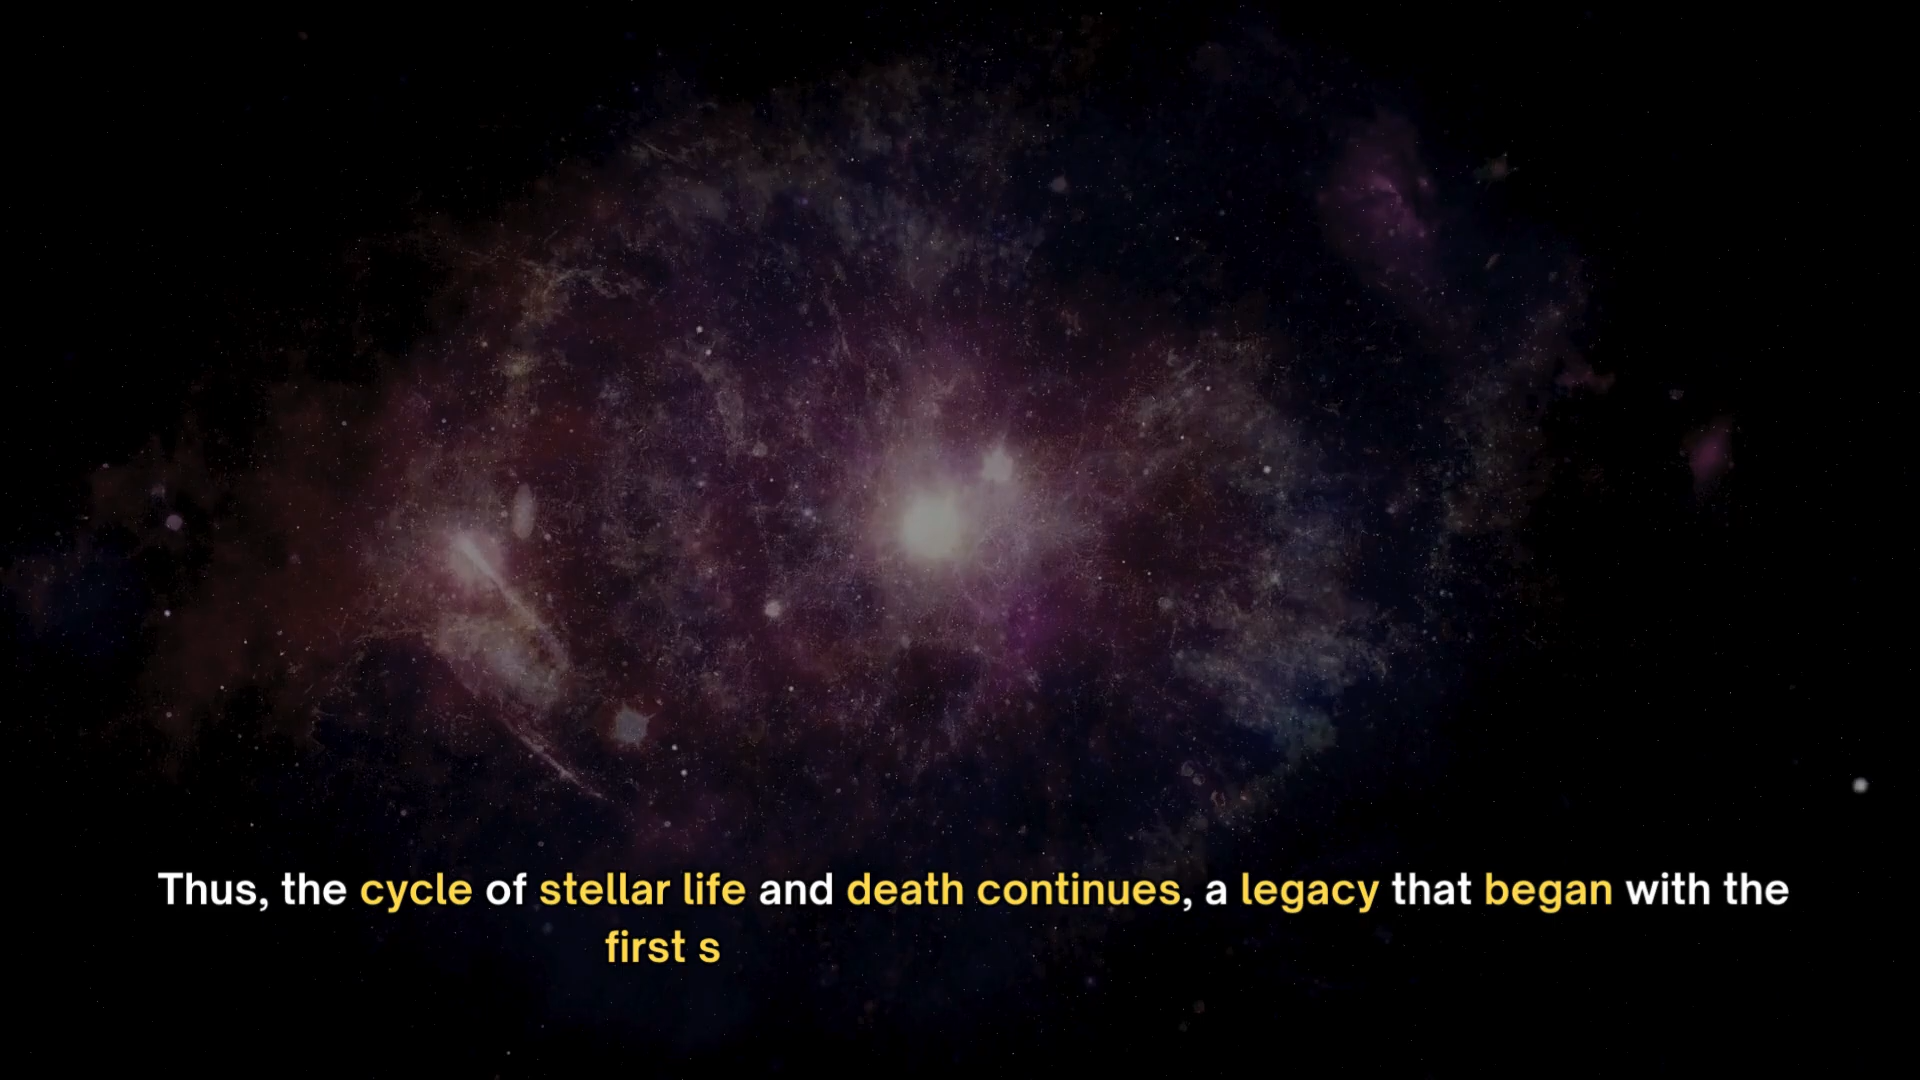 Thus, the cycle of stellar life and death continues, a legacy that began with the
first s